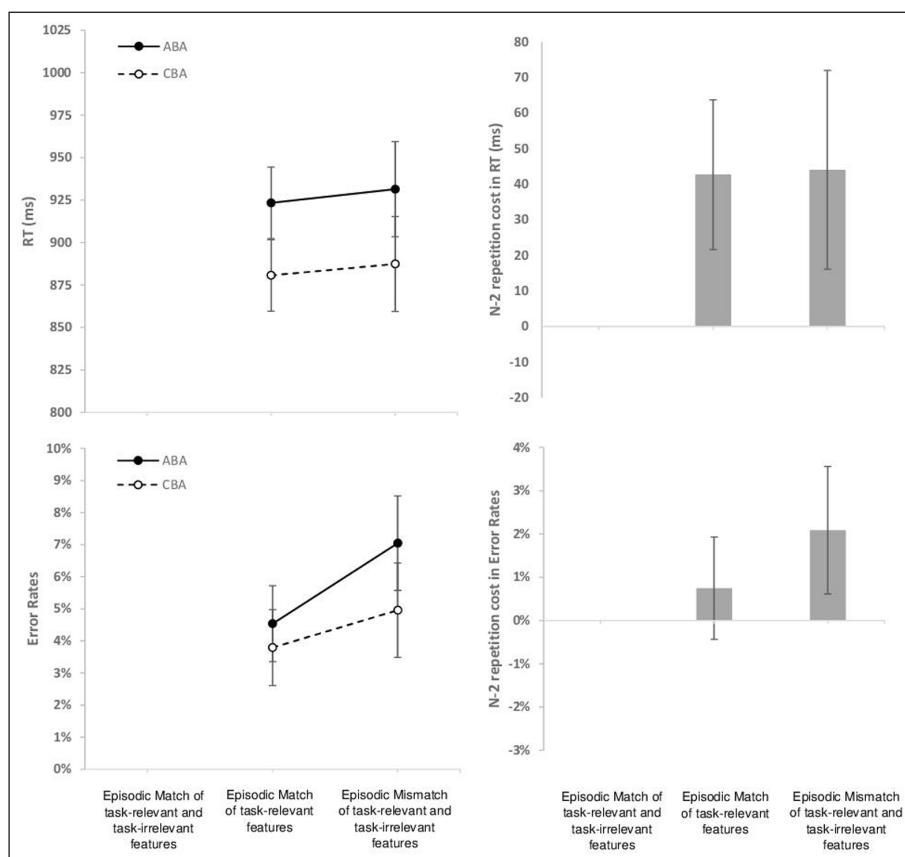 1025
1000
975
950
925
900
875
850
825
800
RT (ms)
ABA
CBA
80
70
60
50
40
30
20
10
0
-10
-20
N-2 repetition cost in RT (ms)
10%
9%
8%
7%
6%
5%
4%
3%
2%
1%
0%
Error Rates
ABA
CBA
4%
3%
2%
1%
0%
-1%
-2%
-3%
N-2 repetition cost in Error Rates
Episodic Match of
task-relevant and
task-irrelevant
features
Episodic Match
of task-relevant
features
Episodic Mismatch
of task-relevant and
task-irrelevant
features
Episodic Match of
task-relevant and
task-irrelevant
features
Episodic Match
of task-relevant
features
Episodic Mismatch
of task-relevant and
task-irrelevant
features